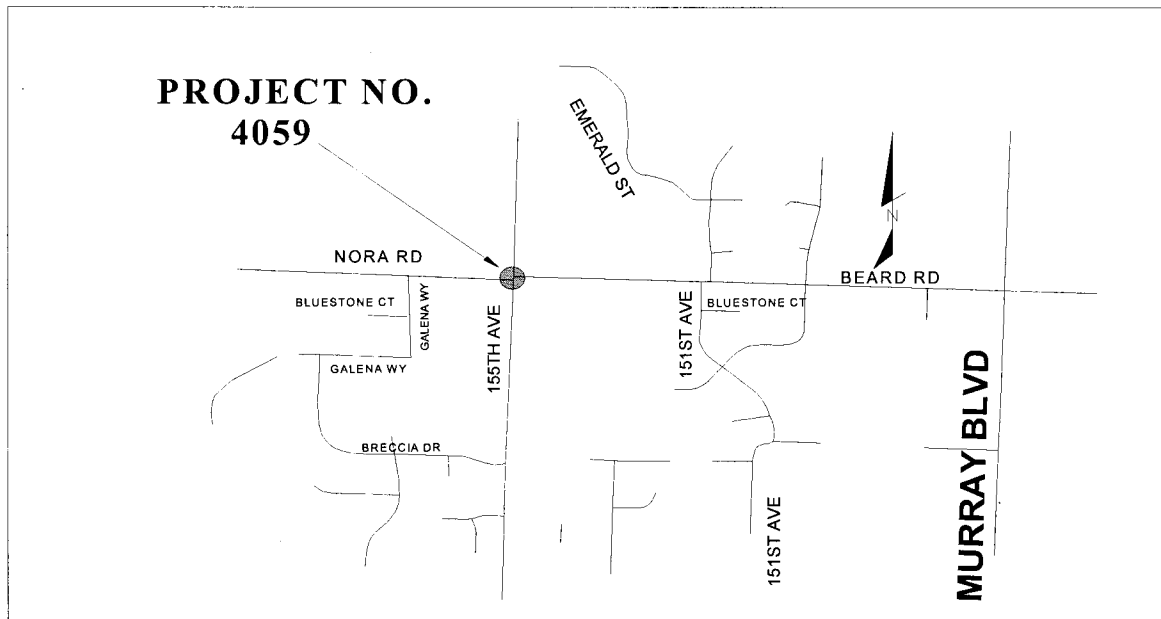 PROJECT NO.
4059
EMERALD ST
NORA RD
BEARD RD
BLUESTONE CT
GALENA WY
155TH AVE
151ST AVE
BLUESTONE CT
GALENA WY
BRECCIA DR
151ST AVE
MURRAY BLVD
N